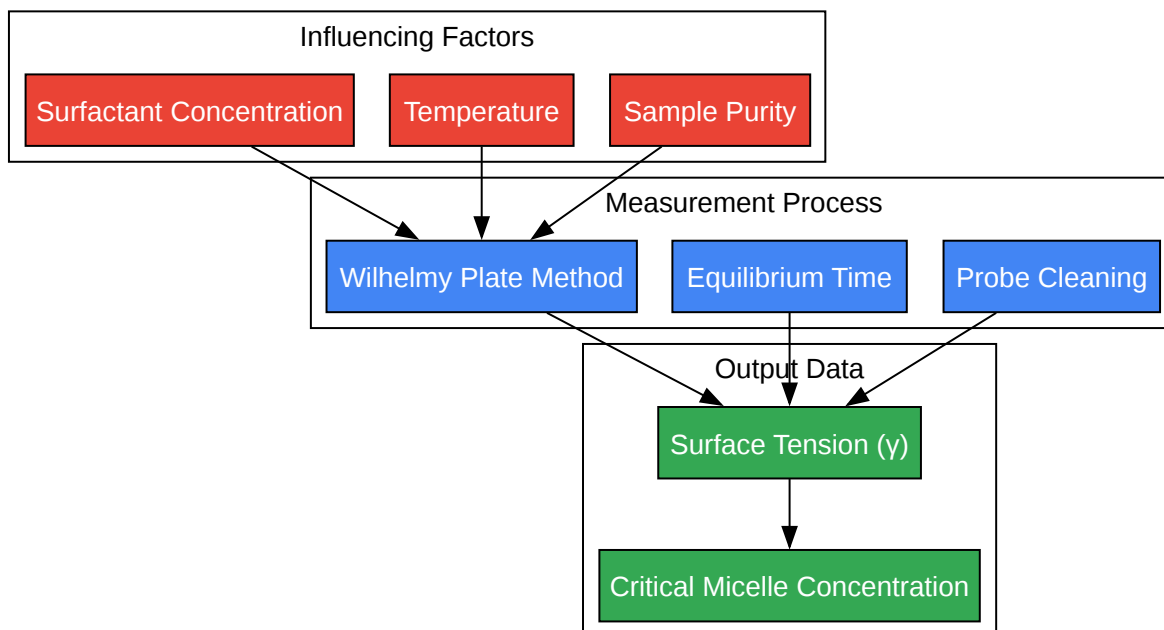 Influencing Factors
Surfactant Concentration
Temperature
Sample Purity
Measurement Process
Wilhelmy Plate Method
Equilibrium Time
Probe Cleaning
Output Data
Surface Tension (γ)
Critical Micelle Concentration